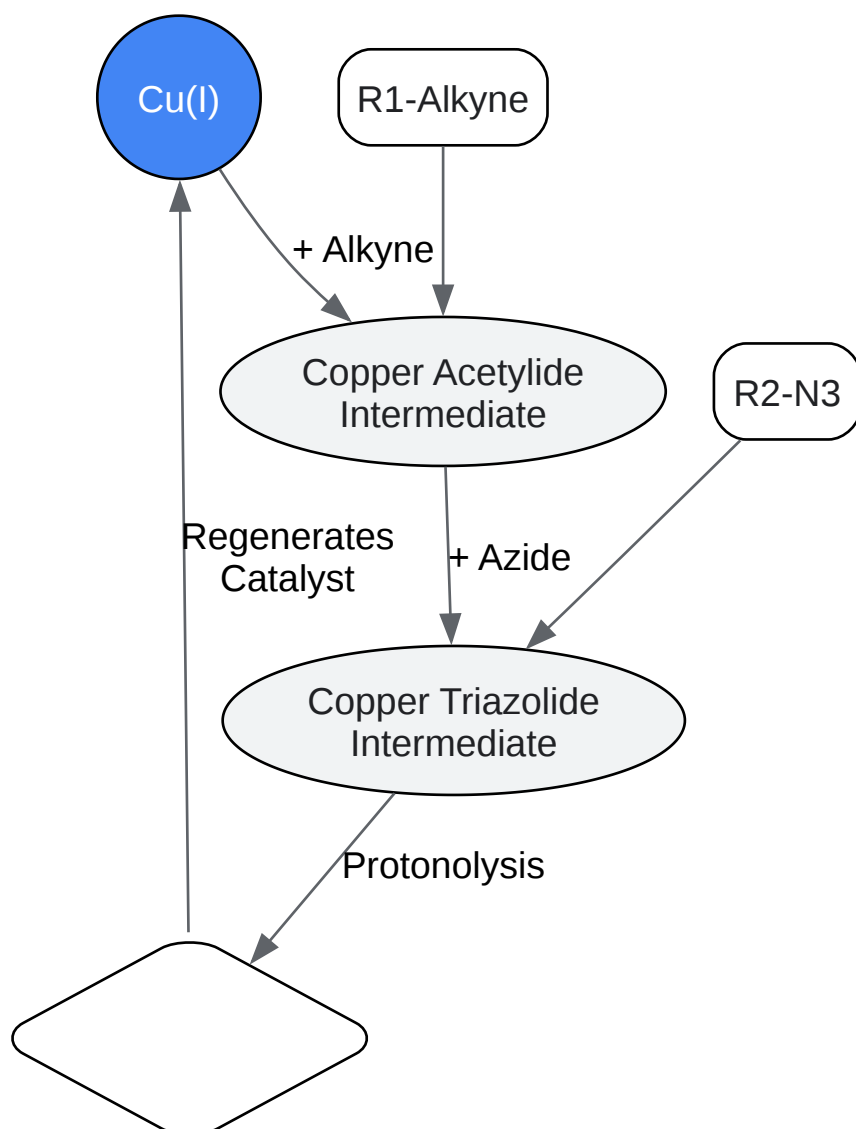 Cu(I)
R1-Alkyne
+ Alkyne
Copper Acetylide
Intermediate
R2-N3
Regenerates
Catalyst
+ Azide
Copper Triazolide
Intermediate
Protonolysis